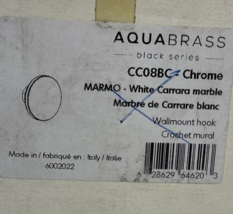 AQUABRASS
black series
CC08BC - Chrome
MARMO - White Carrara marble
Marbre de Carrare blanc
Wallmount hook
Crochet mural
Made in / fabriqué en : Italy / Italie
6002022
28629 64620 3